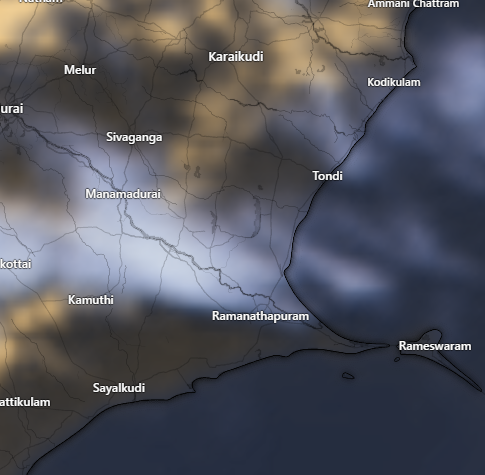 Ammani Chattram
Karaikudi
Melur
Kodikulam
urai
Sivaganga
Tondi
Manamadurai
kottai
Kamuthi
Ramanathapuram
Rameswaram
Sayalkudi
attikulam